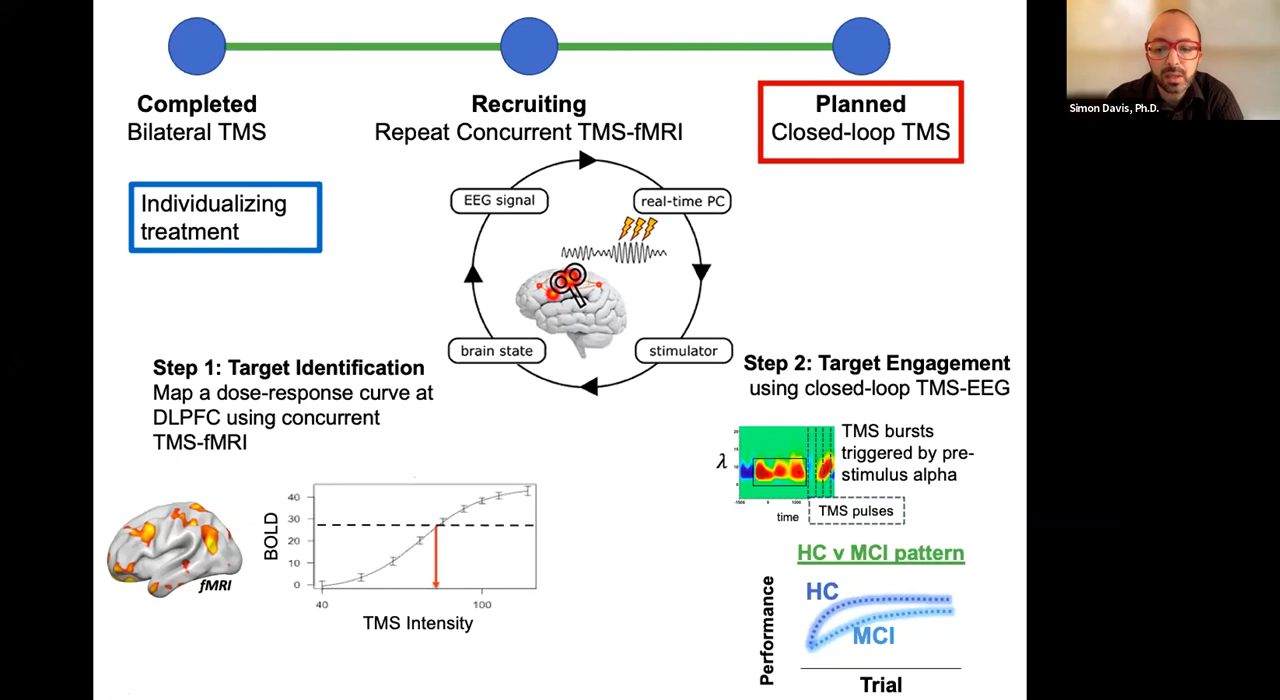 Completed
Bilateral TMS
Recruiting
Repeat Concurrent TMS-fMRI
Planned
Closed-loop TMS
Simon Davis, Ph.D.
Individualizing
treatment
EEG signal
real-time PC
brain state
stimulator
Step 1: Target Identification
Map a dose-response curve at
DLPFC using concurrent
TMS-fMRI
fMRI
BOLD
40
30
20
10
0
40
100
TMS Intensity
Step 2: Target Engagement
using closed-loop TMS-EEG
λ
time
TMS bursts
triggered by pre-
stimulus alpha
TMS pulses
HC v MCI pattern
Performance
HC
MCI
Trial